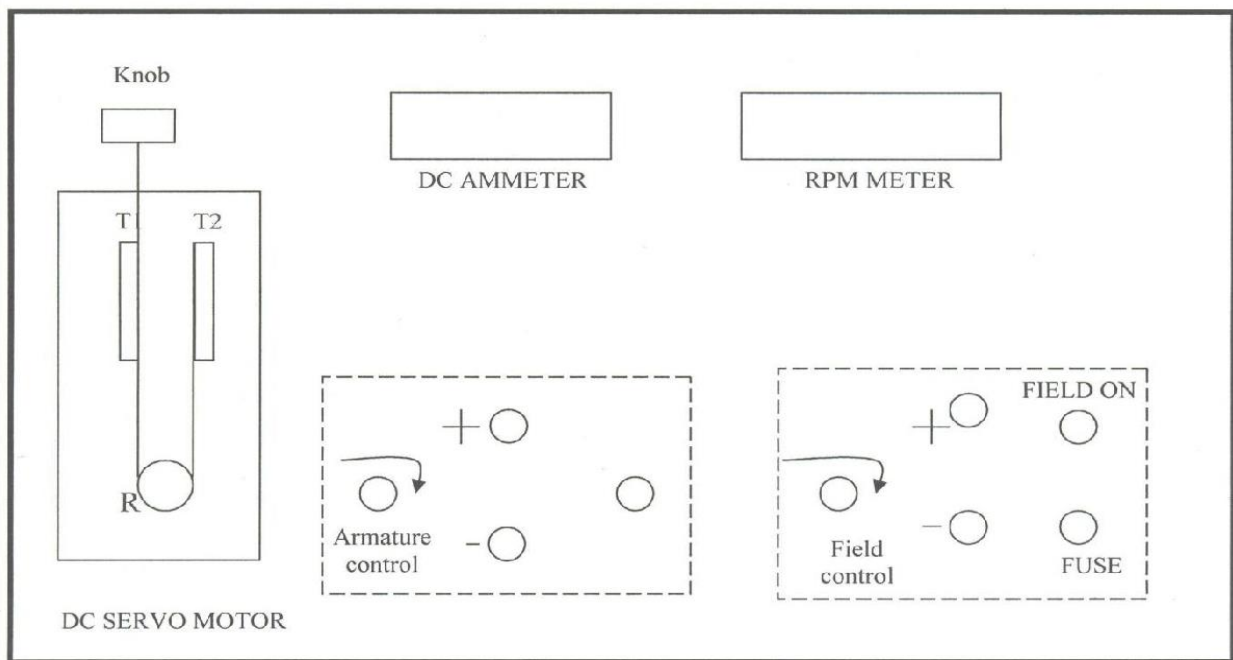 Knob
DC AMMETER
RPM METER
T1
T2
R
DC SERVO MOTOR
+
-
Armature
control
FIELD ON
+
-
Field
control
FUSE